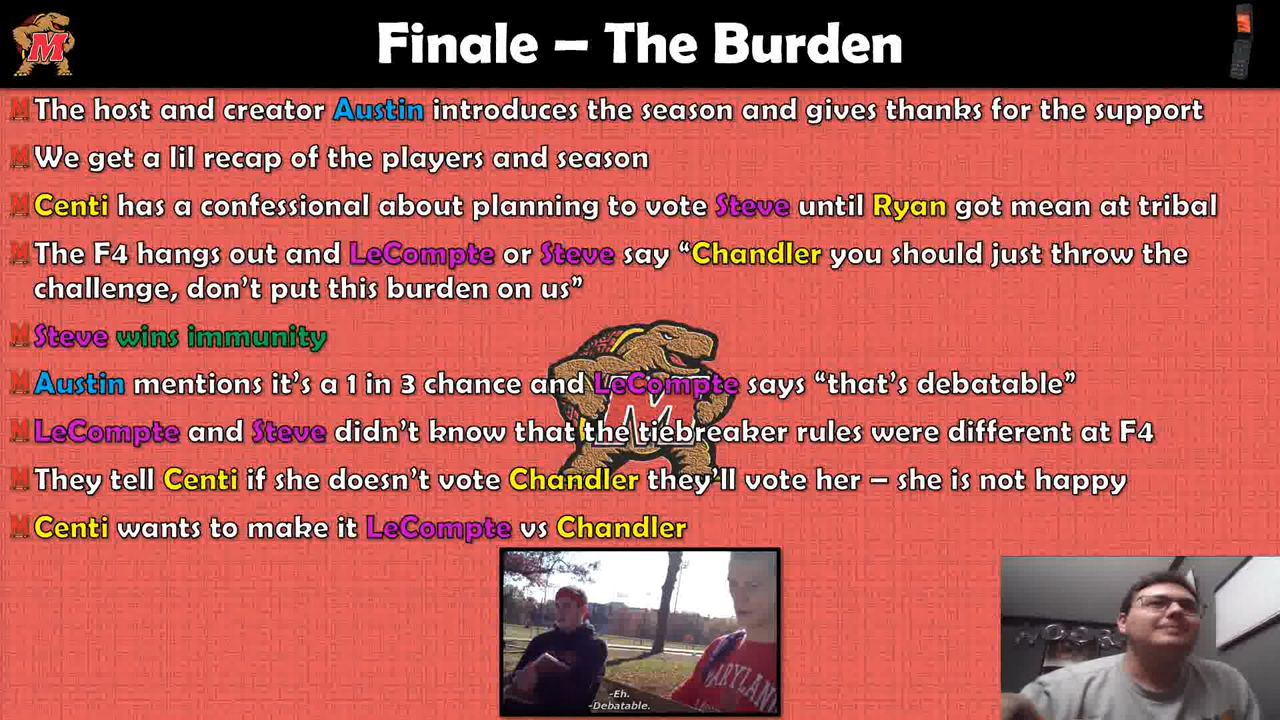 M
Finale – The Burden
The host and creator Austin introduces the season and gives thanks for the support
We get a lil recap of the players and season
Centi has a confessional about planning to vote Steve until Ryan got mean at tribal
The F4 hangs out and LeCompte or Steve say “Chandler you should just throw the
challenge, don’t put this burden on us”
Steve wins immunity
Austin mentions it’s a 1 in 3 chance and LeCompte says “that’s debatable”
LeCompte and Steve didn’t know that the tiebreaker rules were different at F4
They tell Centi if she doesn’t vote Chandler they’ll vote her – she is not happy
Centi wants to make it LeCompte vs Chandler
M
MARYLAND
-Eh.
-Debatable.